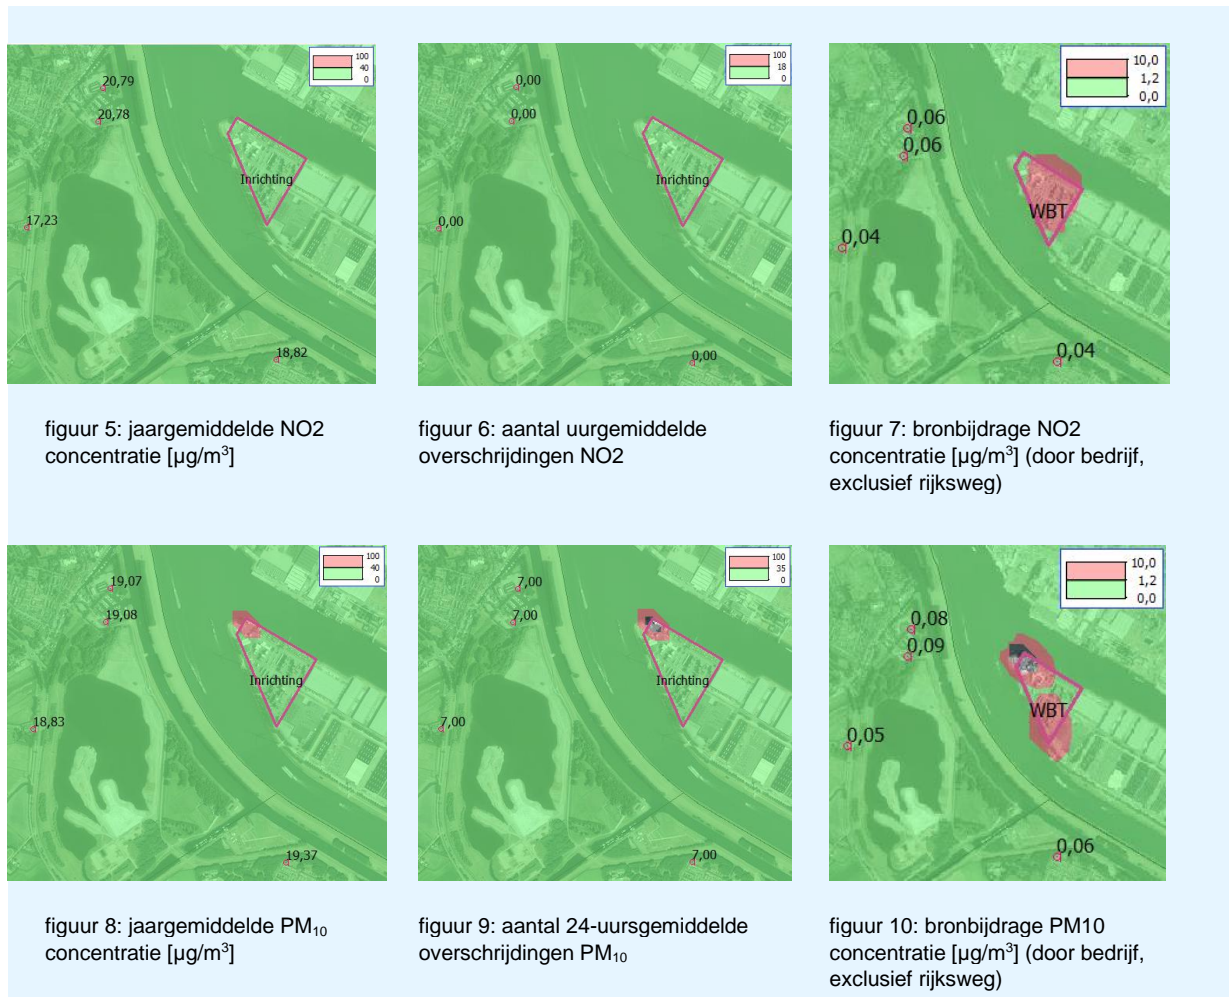 100
40
0
20,79
20,78
Inrichting
17,23
18,82
100
18
0
0,00
0,00
Inrichting
0,00
0,00
10,0
1,2
0,0
0,06
0,06
WBT
0,04
0,04
figuur 5: jaargemiddelde NO2
concentratie [µg/m³]
figuur 6: aantal uurgemiddelde
overschrijdingen NO2
figuur 7: bronbijdrage NO2
concentratie [µg/m³] (door bedrijf,
exclusief rijksweg)
100
40
0
19,07
19,08
Inrichting
18,83
19,37
100
35
0
7,00
7,00
Inrichting
7,00
7,00
10,0
1,2
0,0
0,08
0,09
WBT
0,05
0,06
figuur 8: jaargemiddelde PM₁₀
concentratie [µg/m³]
figuur 9: aantal 24-uursgemiddelde
overschrijdingen PM₁₀
figuur 10: bronbijdrage PM10
concentratie [µg/m³] (door bedrijf,
exclusief rijksweg)